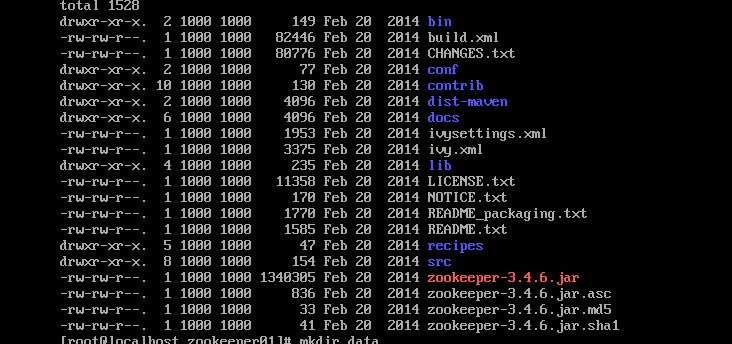 total 1528
drwxr-xr-x.  2 1000 1000     149 Feb 20  2014 bin
-rw-rw-r--.  1 1000 1000   82446 Feb 20  2014 build.xml
-rw-rw-r--.  1 1000 1000   80776 Feb 20  2014 CHANGES.txt
drwxr-xr-x.  2 1000 1000      77 Feb 20  2014 conf
drwxr-xr-x. 10 1000 1000     130 Feb 20  2014 contrib
drwxr-xr-x.  2 1000 1000    4096 Feb 20  2014 dist-maven
drwxr-xr-x.  6 1000 1000    4096 Feb 20  2014 docs
-rw-rw-r--.  1 1000 1000    1953 Feb 20  2014 ivysettings.xml
-rw-rw-r--.  1 1000 1000    3375 Feb 20  2014 ivy.xml
drwxr-xr-x.  4 1000 1000     235 Feb 20  2014 lib
-rw-rw-r--.  1 1000 1000   11358 Feb 20  2014 LICENSE.txt
-rw-rw-r--.  1 1000 1000     170 Feb 20  2014 NOTICE.txt
-rw-rw-r--.  1 1000 1000    1770 Feb 20  2014 README_packaging.txt
-rw-rw-r--.  1 1000 1000    1585 Feb 20  2014 README.txt
drwxr-xr-x.  5 1000 1000      47 Feb 20  2014 recipes
drwxr-xr-x.  8 1000 1000     154 Feb 20  2014 src
-rw-rw-r--.  1 1000 1000 1340305 Feb 20  2014 zookeeper-3.4.6.jar
-rw-rw-r--.  1 1000 1000     836 Feb 20  2014 zookeeper-3.4.6.jar.asc
-rw-rw-r--.  1 1000 1000      33 Feb 20  2014 zookeeper-3.4.6.jar.md5
-rw-rw-r--.  1 1000 1000      41 Feb 20  2014 zookeeper-3.4.6.jar.sha1
[root@localhost zookeeper01]# mkdir data